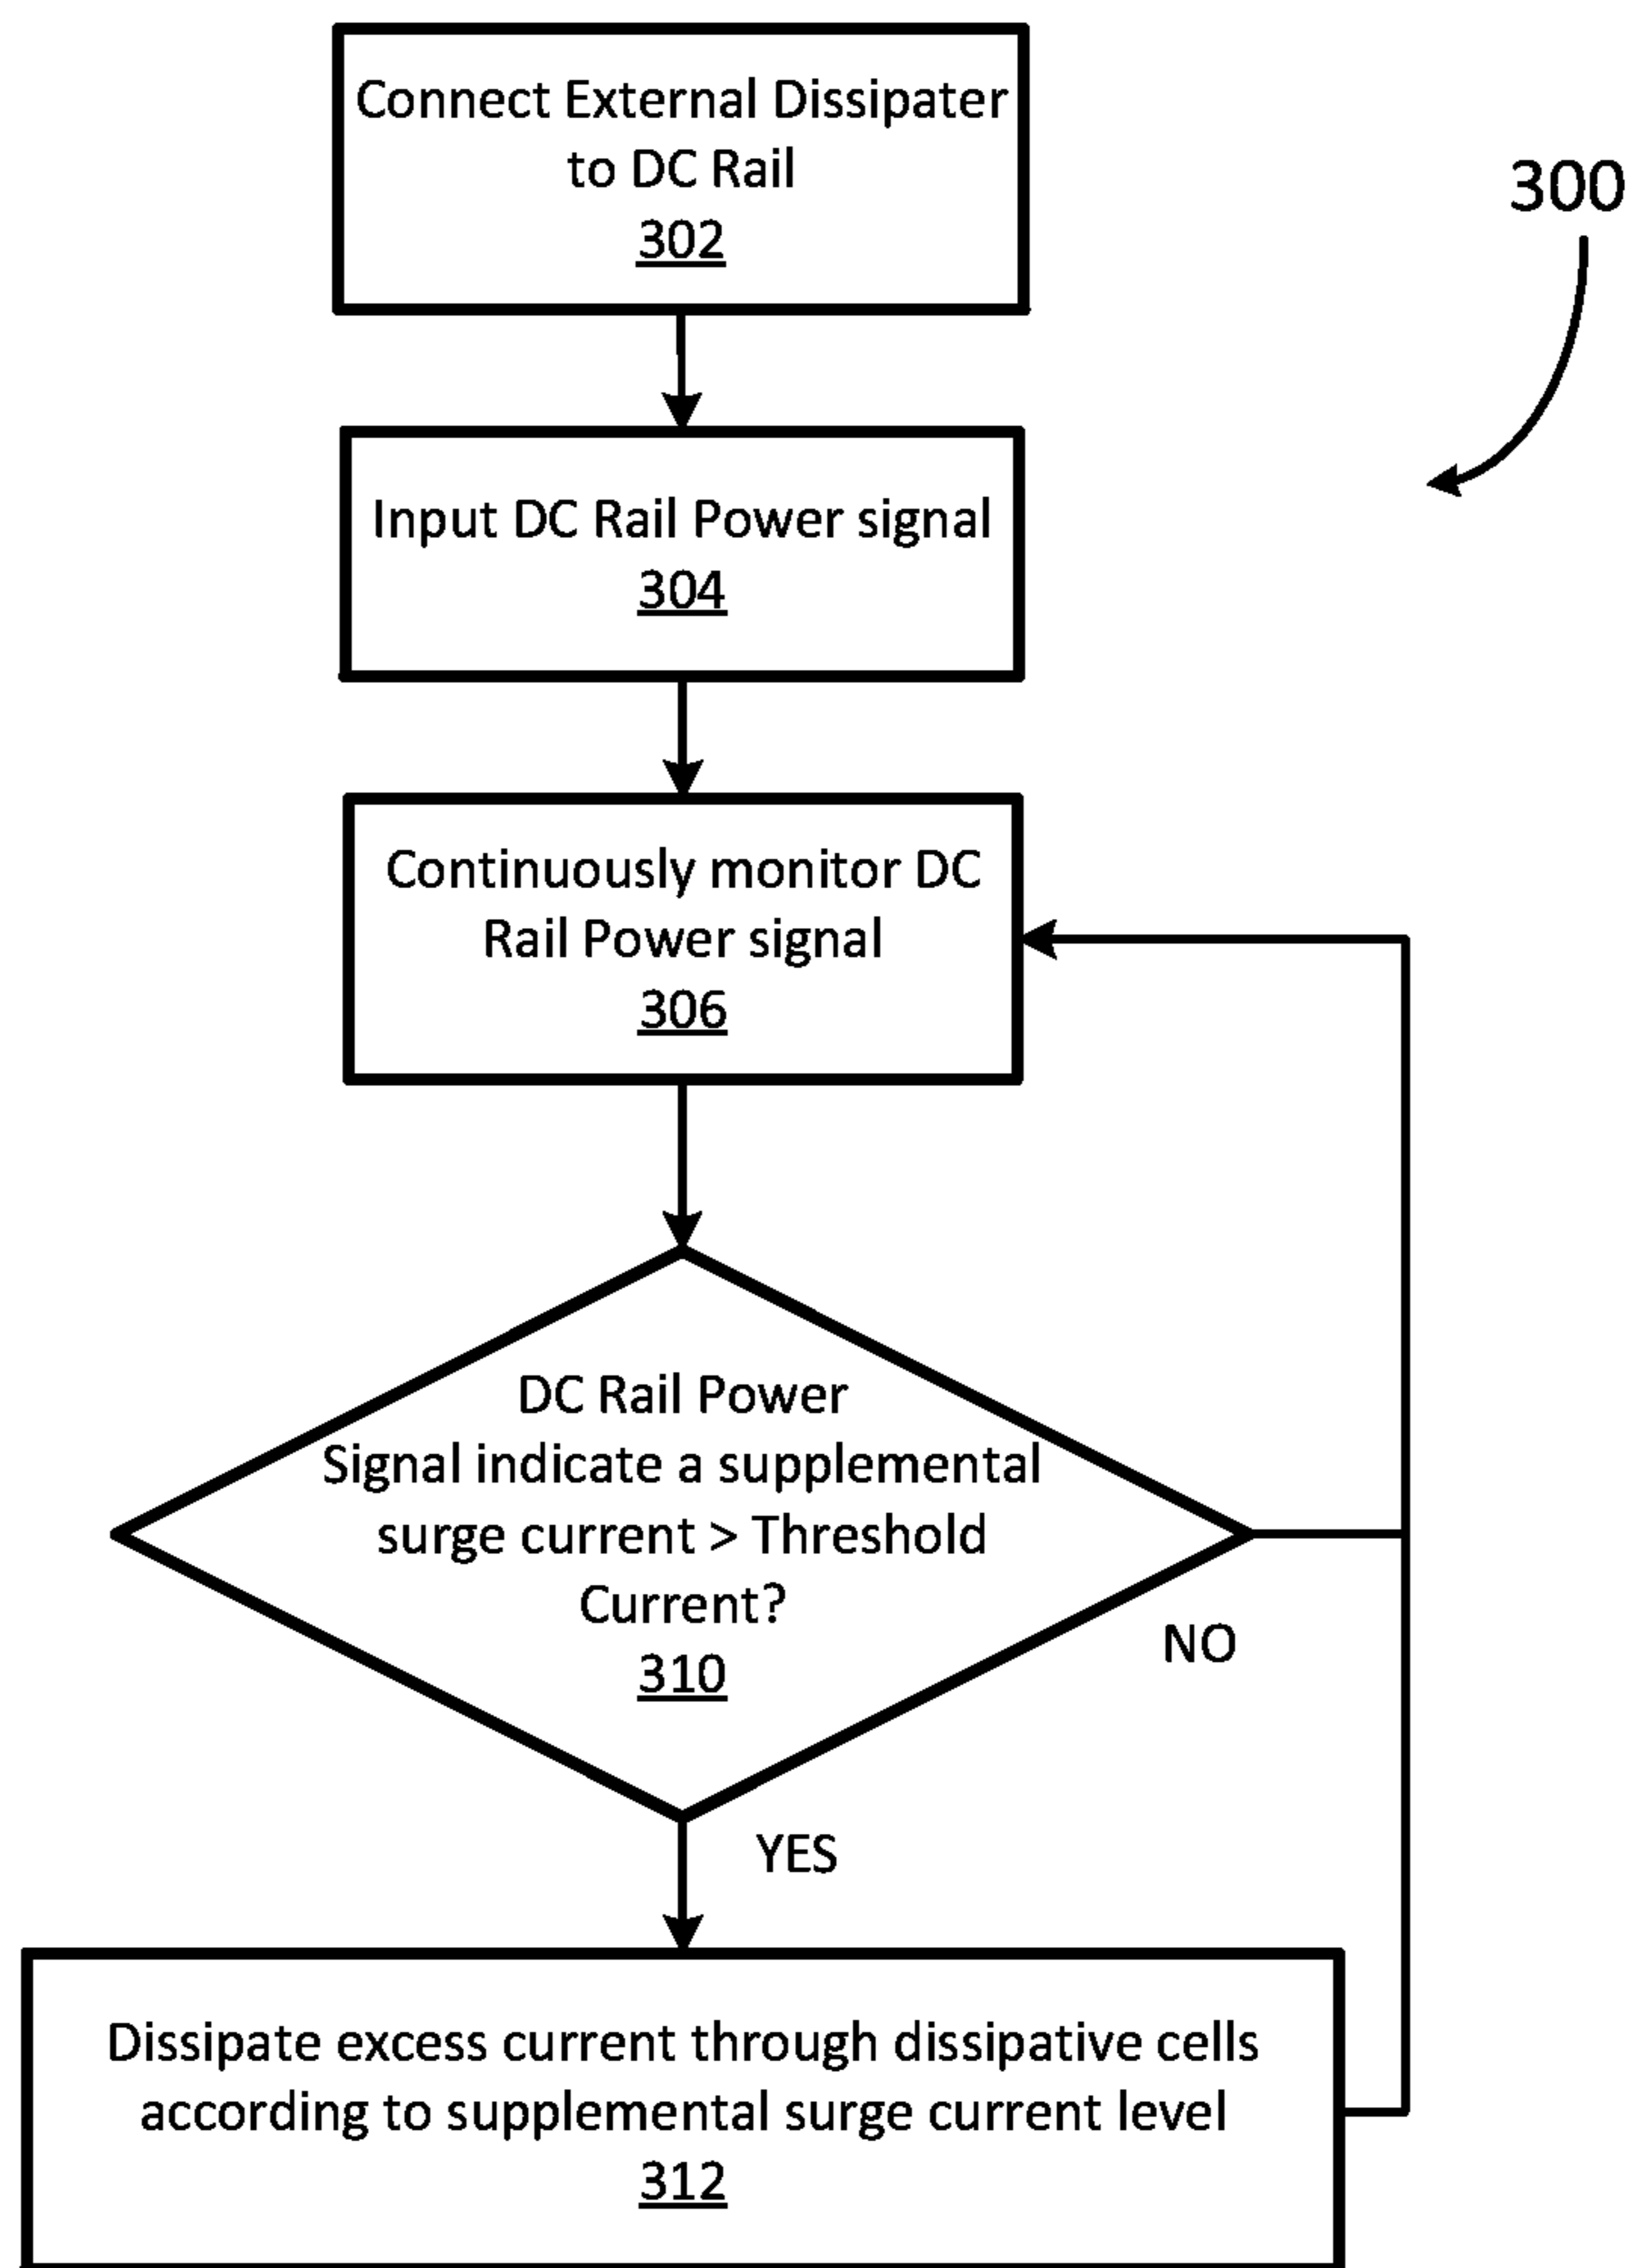 Connect External Dissipater
to DC Rail
302
300
Input DC Rail Power signal
304
Continuously monitor DC
Rail Power signal
306
DC Rail Power
Signal indicate a supplemental
surge current > Threshold
Current?
310
NO
YES
Dissipate excess current through dissipative cells
according to supplemental surge current level
312